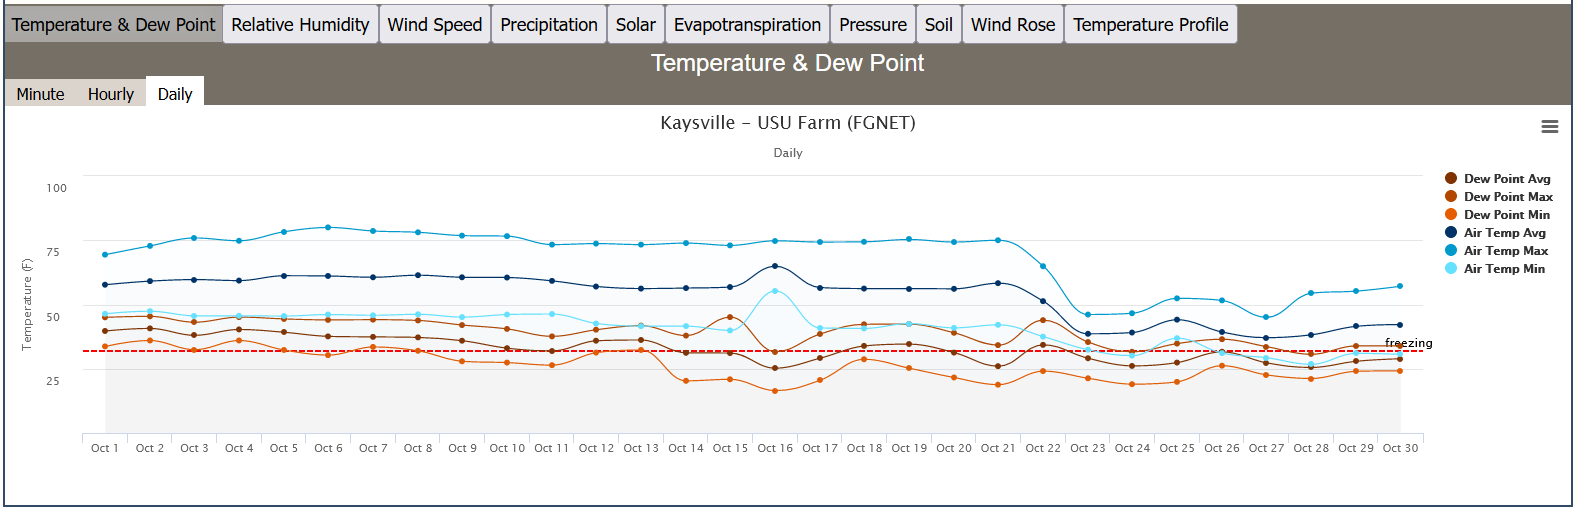 Temperature & Dew Point Relative Humidity Wind Speed Precipitation Solar Evapotranspiration Pressure Soil Wind Rose Temperature Profile
Temperature & Dew Point
Minute Hourly Daily
Kaysville - USU Farm (FGNET)
Daily
Temperature (F)
100
75
50
25
freezing
Oct 1 Oct 2 Oct 3 Oct 4 Oct 5 Oct 6 Oct 7 Oct 8 Oct 9 Oct 10 Oct 11 Oct 12 Oct 13 Oct 14 Oct 15 Oct 16 Oct 17 Oct 18 Oct 19 Oct 20 Oct 21 Oct 22 Oct 23 Oct 24 Oct 25 Oct 26 Oct 27 Oct 28 Oct 29 Oct 30
Dew Point Avg
Dew Point Max
Dew Point Min
Air Temp Avg
Air Temp Max
Air Temp Min